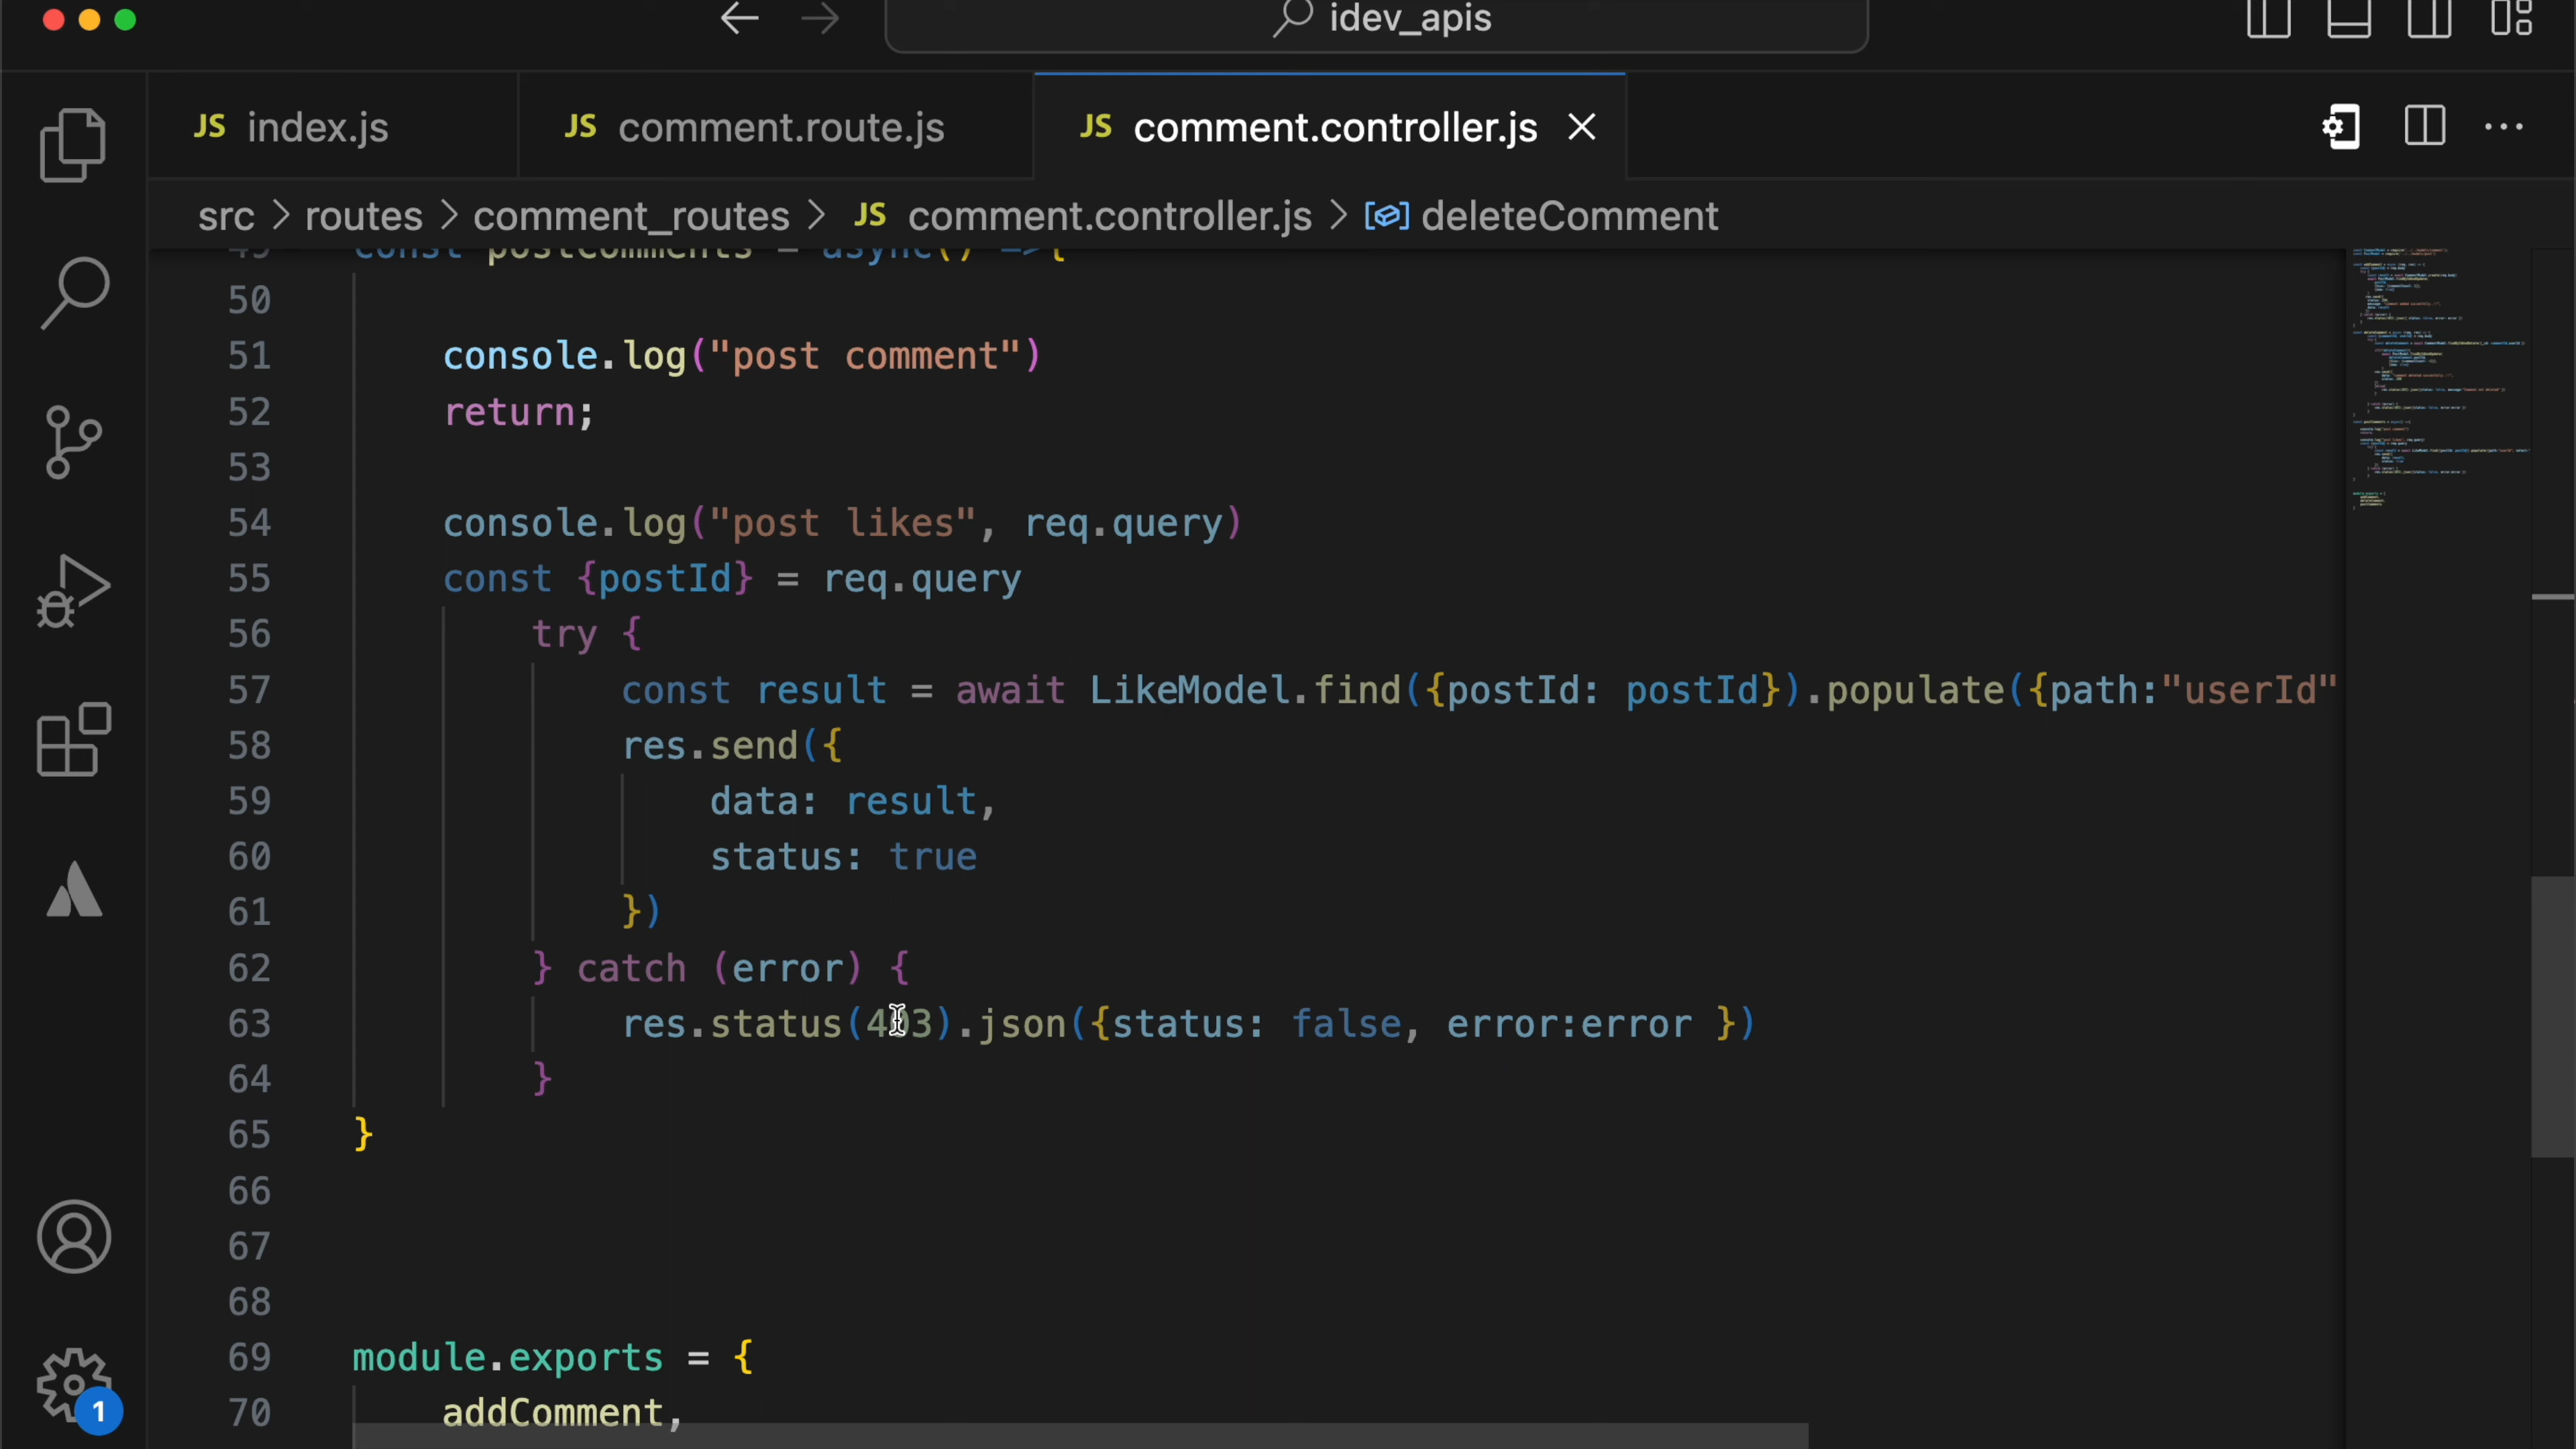 idev_apis
JS index.js
JS comment.route.js
JS comment.controller.js
src > routes > comment_routes > JS comment.controller.js > deleteComment
49 const postComments = async() =>{
50
51 console.log("post comment")
52 return;
53
54 console.log("post likes", req.query)
55 const {postId} = req.query
56 try {
57 const result = await LikeModel.find({postId: postId}).populate({path:"userId"
58 res.send({
59 data: result,
60 status: true
61 })
62 } catch (error) {
63 res.status(403).json({status: false, error:error })
64 }
65 }
66
67
68
69 module.exports = {
70 addComment,
1